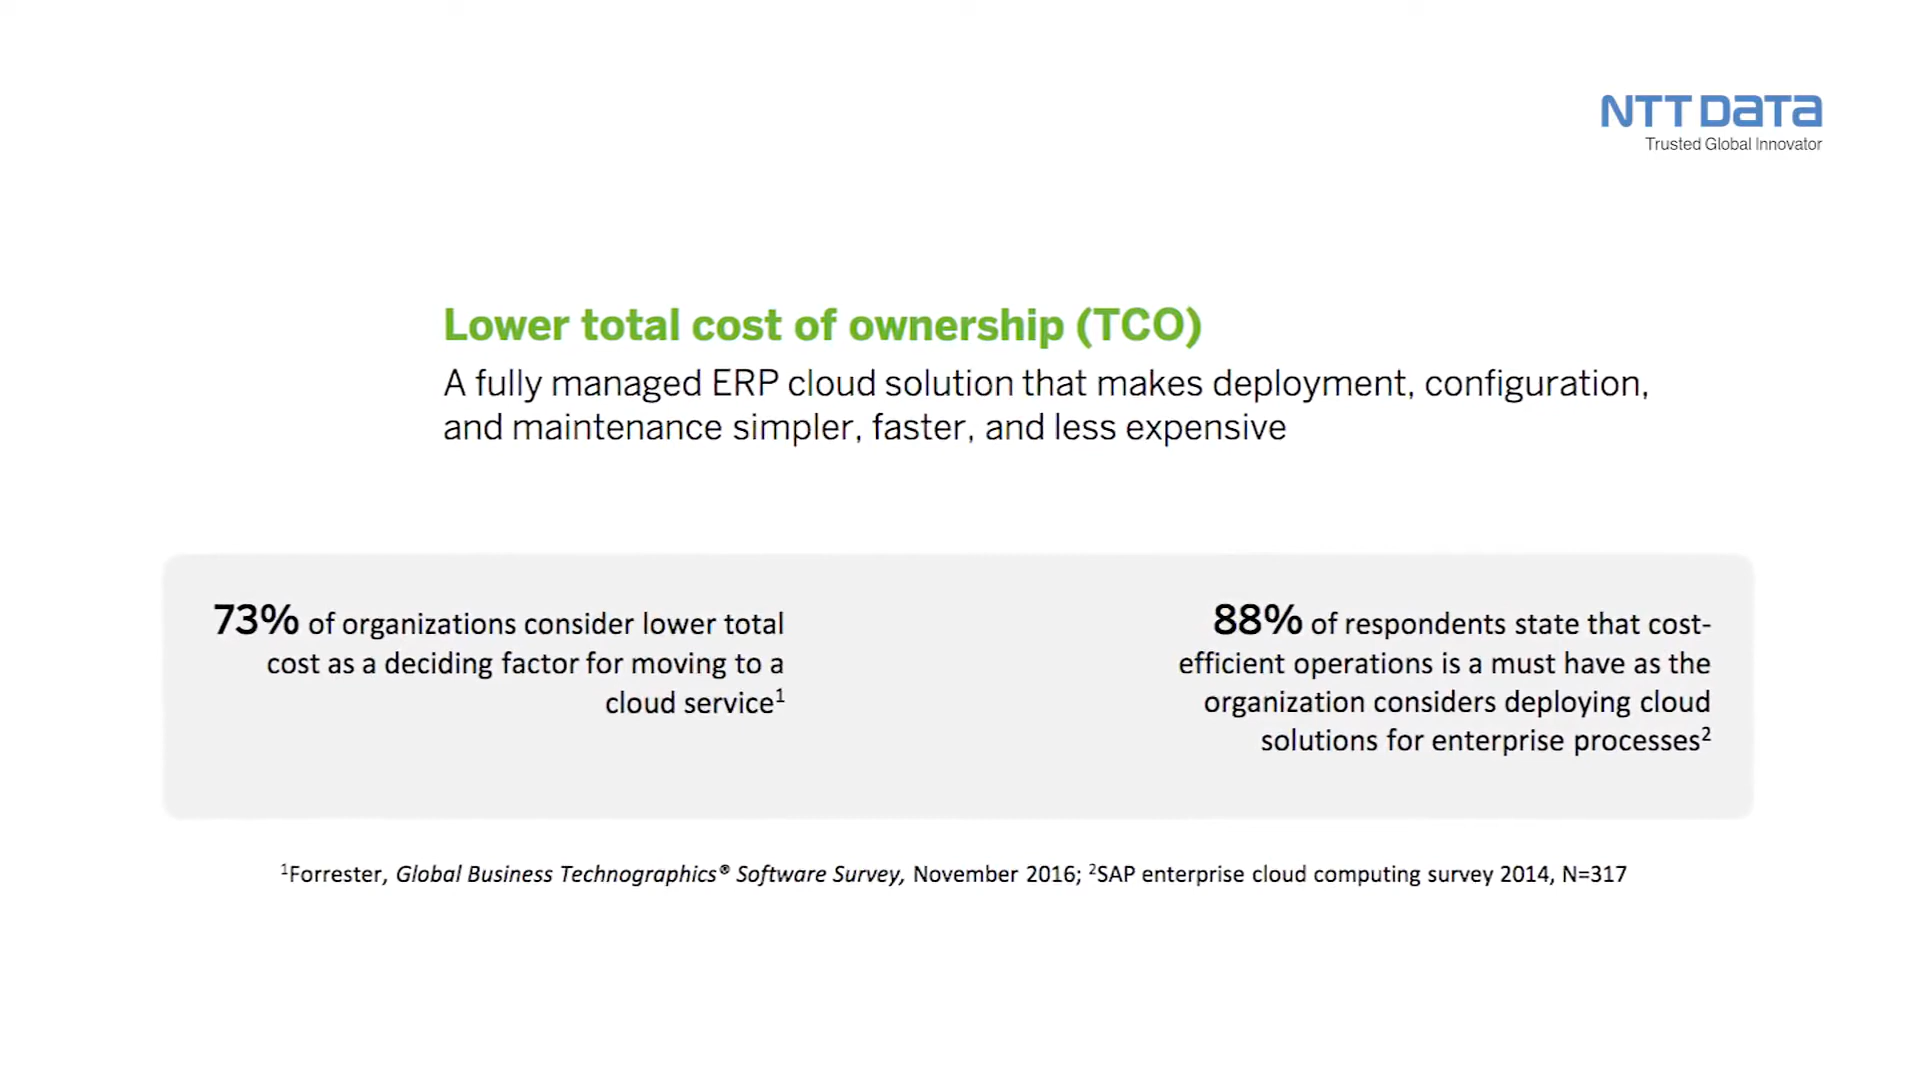 NTT DATA
Trusted Global Innovator
Lower total cost of ownership (TCO)
A fully managed ERP cloud solution that makes deployment, configuration,
and maintenance simpler, faster, and less expensive
73% of organizations consider lower total
cost as a deciding factor for moving to a
cloud service¹
88% of respondents state that cost-
efficient operations is a must have as the
organization considers deploying cloud
solutions for enterprise processes²
¹Forrester, Global Business Technographics® Software Survey, November 2016; ²SAP enterprise cloud computing survey 2014, N=317